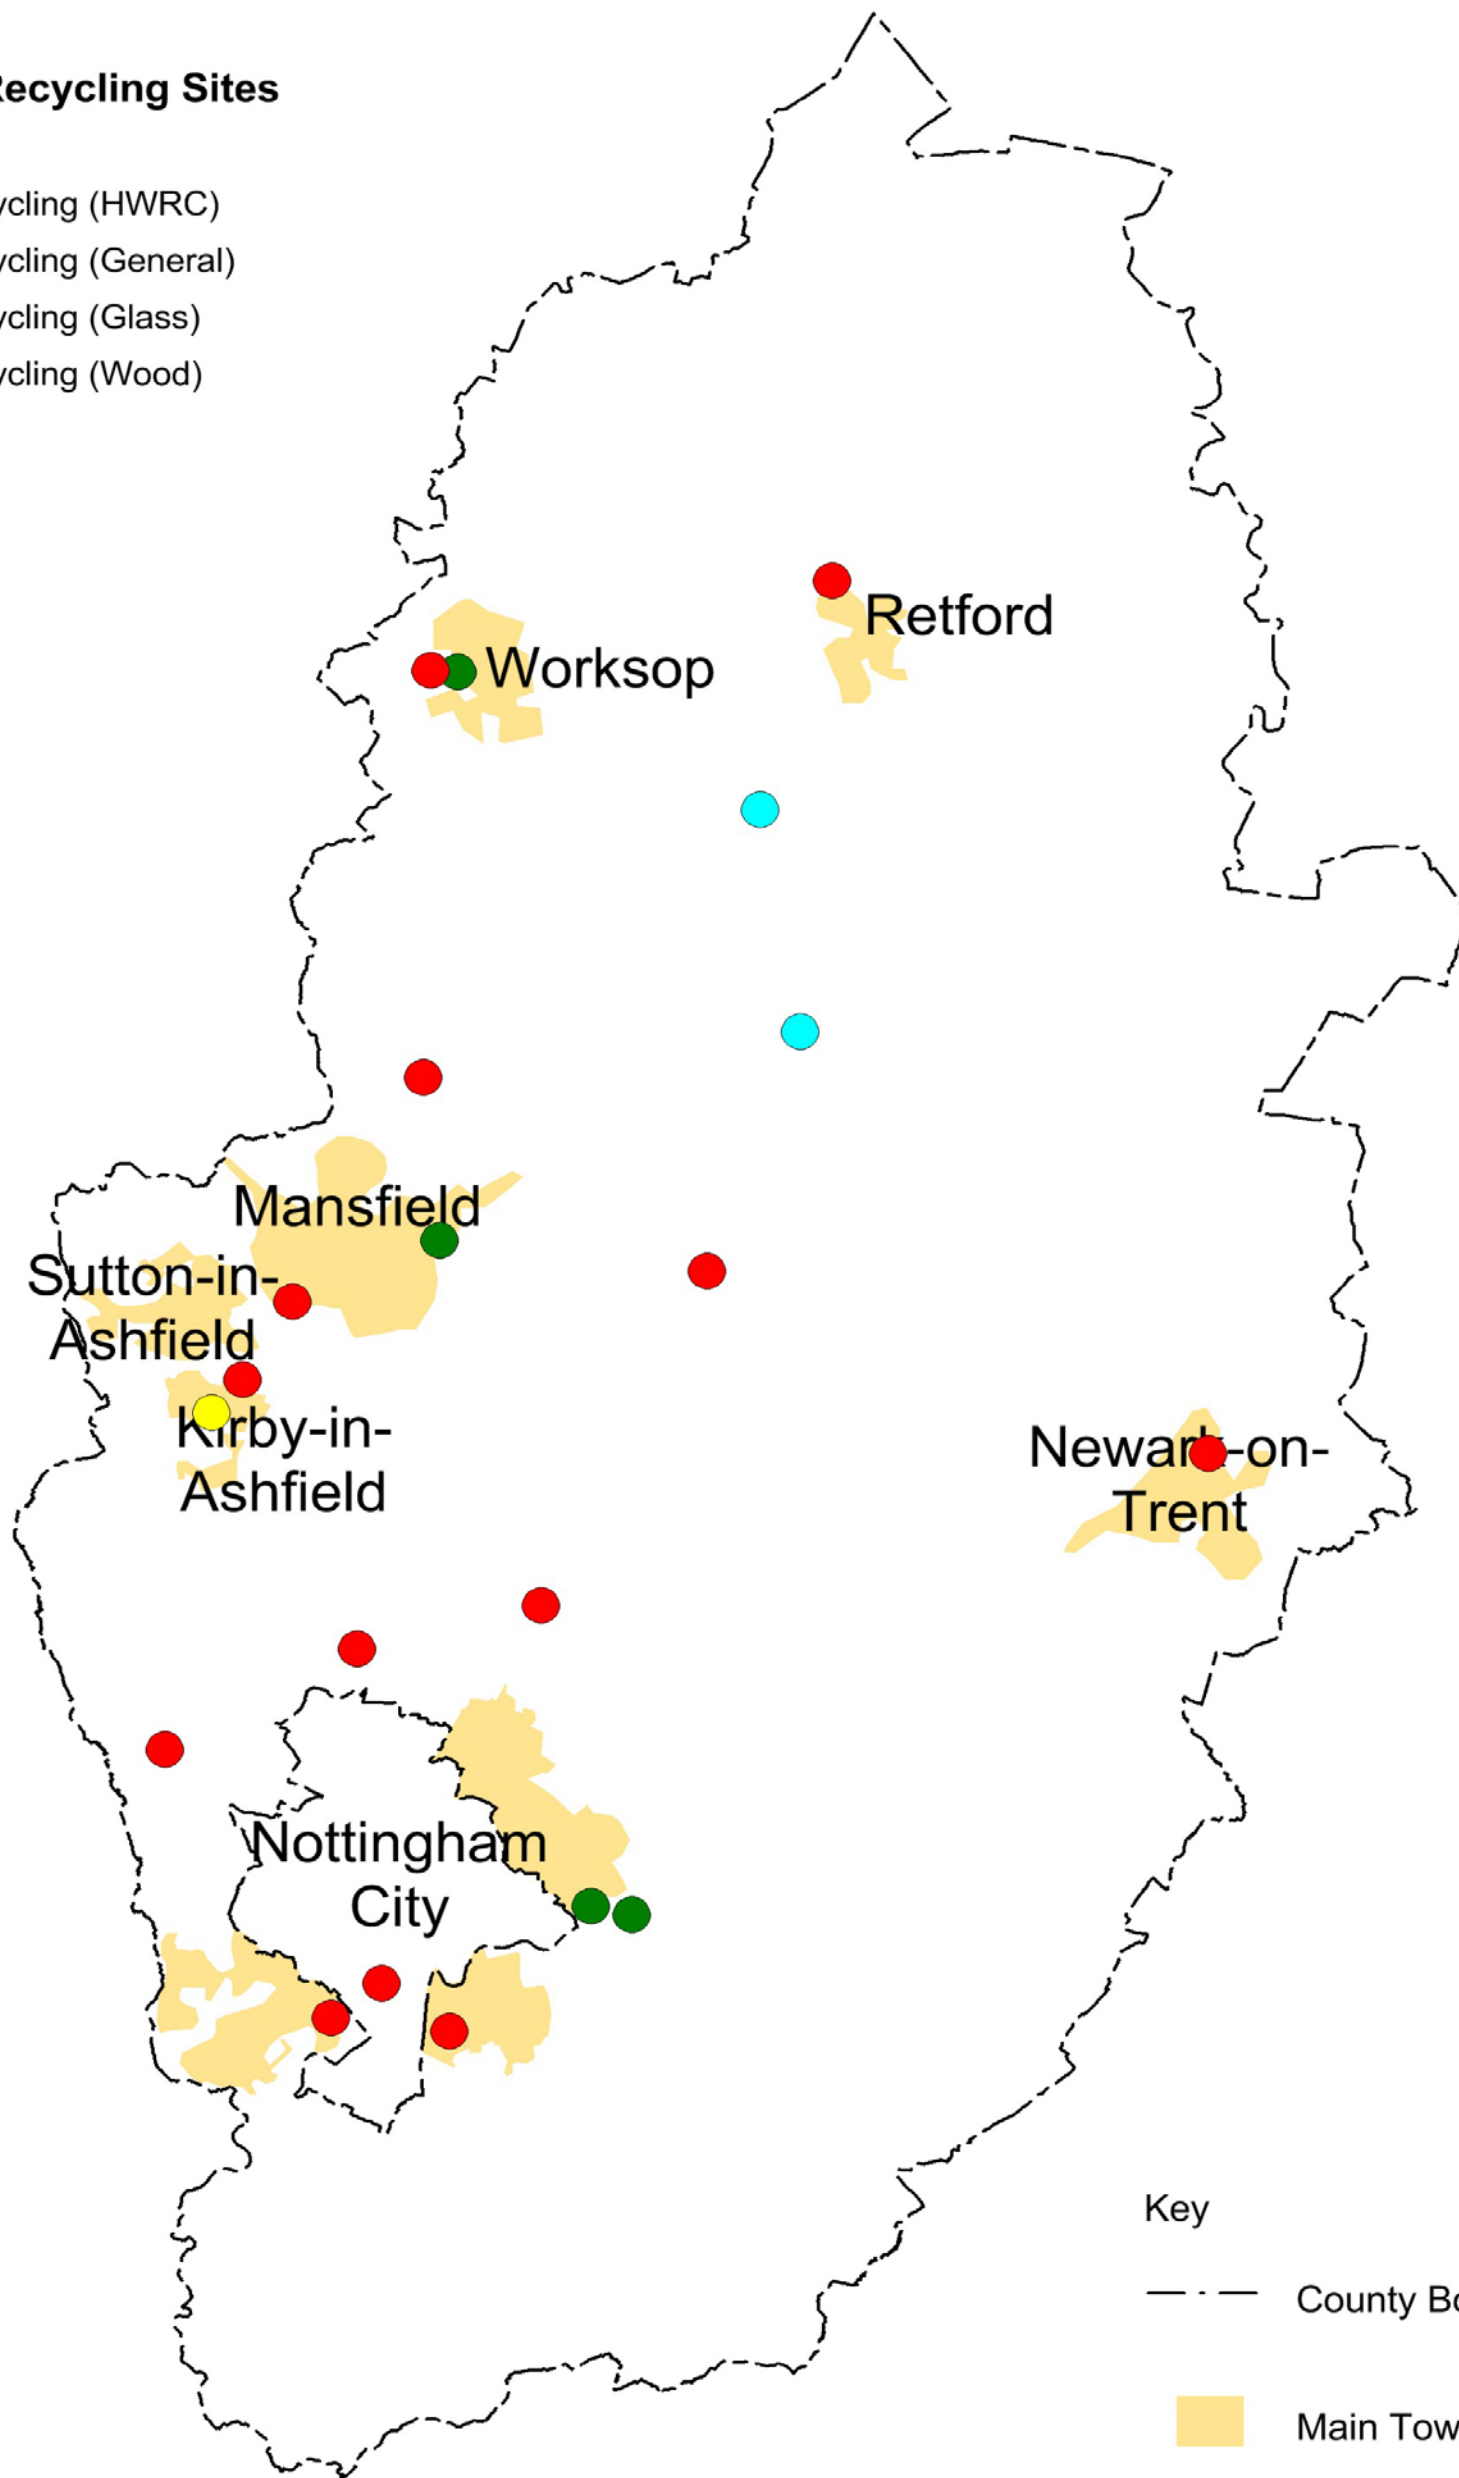 Recycling Sites
ycling (HWRC)
ycling (General)
ycling (Glass)
ycling (Wood)
Retford
Worksop
Mansfield
Sutton-in-
Ashfield
Kirby-in-
Ashfield
Newark-on-
Trent
Nottingham
City
Key
County Bo
Main Tow